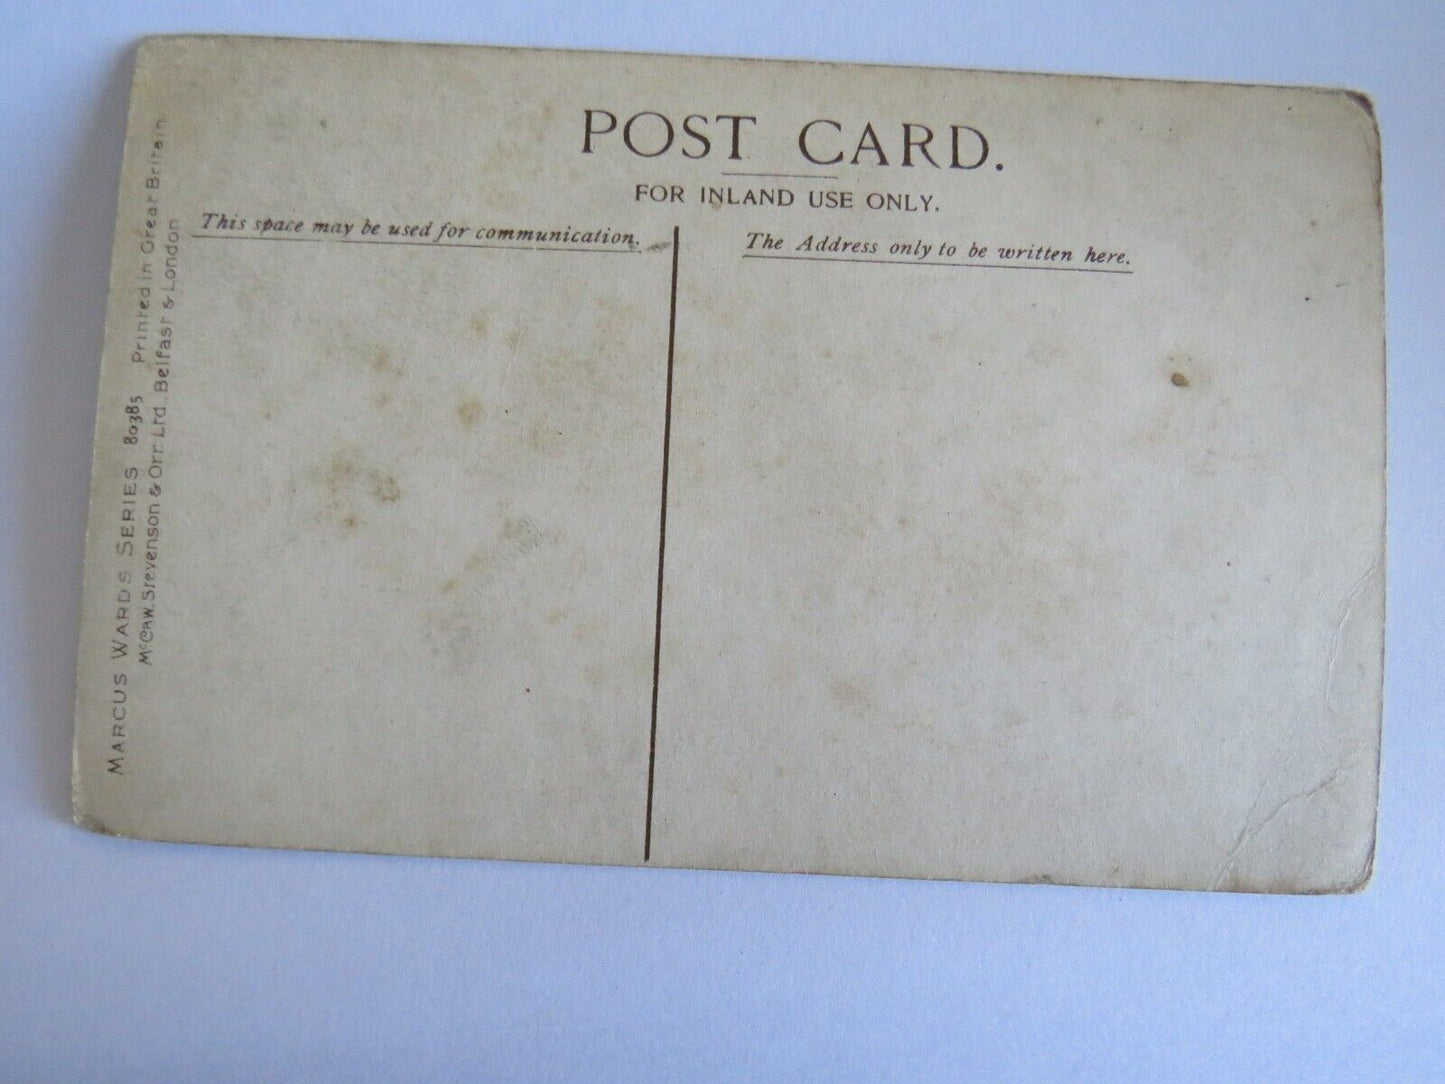 POST CARD.
FOR INLAND USE ONLY.
This space may be used for communication.
The Address only to be written here.
MARCUS WARD'S SERIES 80385 Printed in Great Britain
McCaw, Stevenson & Orr. Ltd. Belfast & London